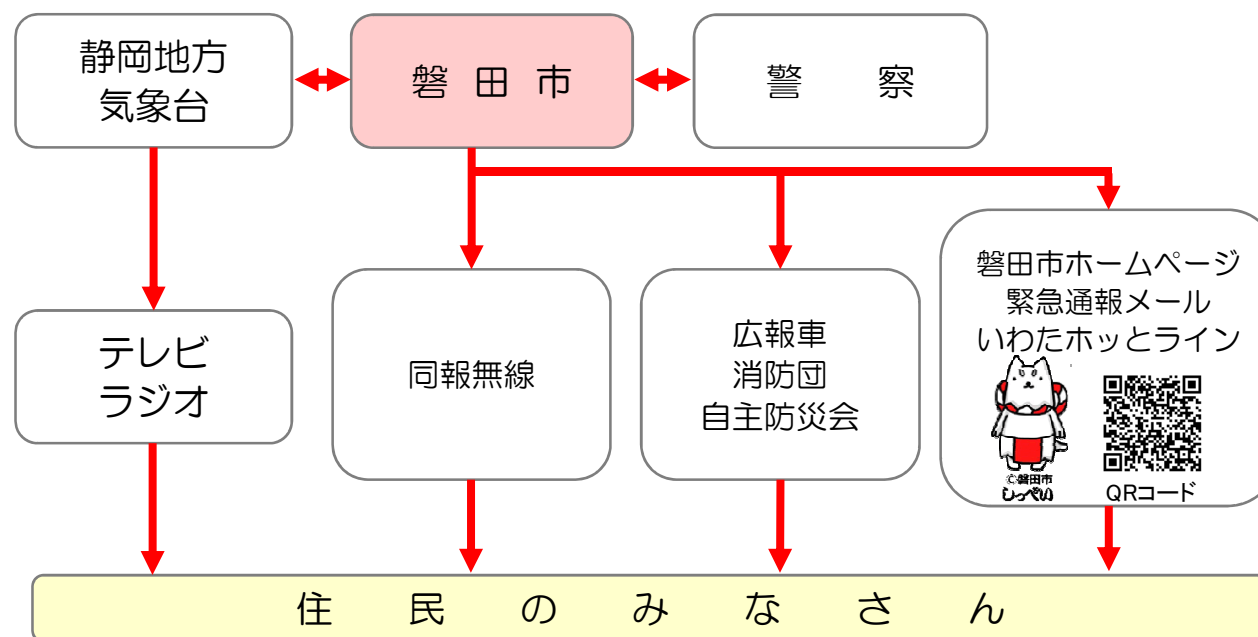 静岡地方
気象台
磐田市
警察
テレビ
ラジオ
同報無線
広報車
消防団
自主防災会
磐田市ホームページ
緊急通報メール
いわたホッとライン
©磐田市
しっぺい
QRコード
住民のみなさん